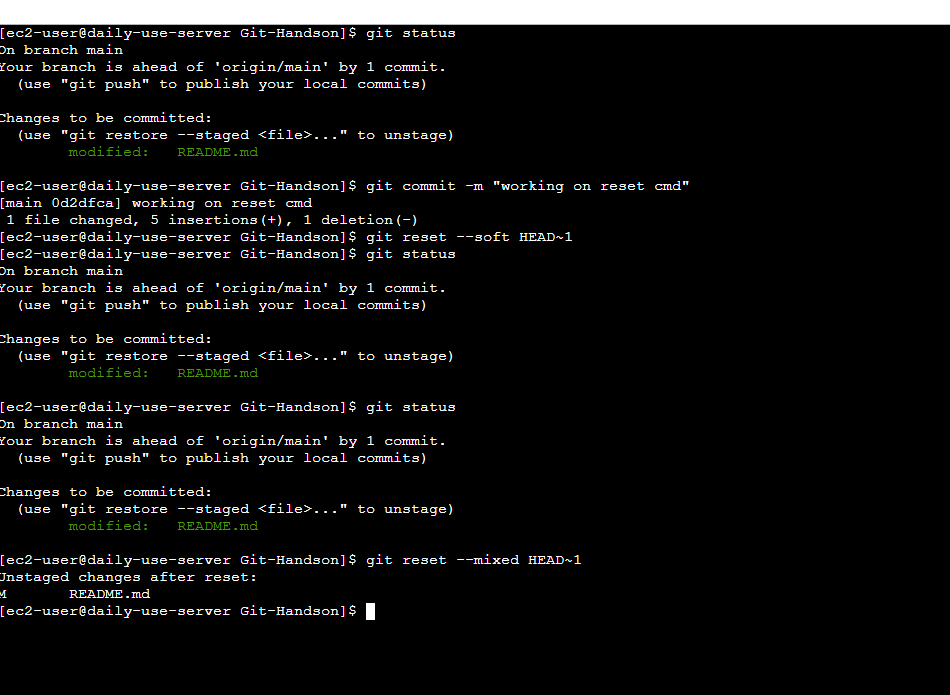 [ec2-user@daily-use-server Git-Handson]$ git status
On branch main
Your branch is ahead of 'origin/main' by 1 commit.
  (use "git push" to publish your local commits)

Changes to be committed:
  (use "git restore --staged <file>..." to unstage)
        modified:   README.md

[ec2-user@daily-use-server Git-Handson]$ git commit -m "working on reset cmd"
[main 0d2dfca] working on reset cmd
 1 file changed, 5 insertions(+), 1 deletion(-)
[ec2-user@daily-use-server Git-Handson]$ git reset --soft HEAD~1
[ec2-user@daily-use-server Git-Handson]$ git status
On branch main
Your branch is ahead of 'origin/main' by 1 commit.
  (use "git push" to publish your local commits)

Changes to be committed:
  (use "git restore --staged <file>..." to unstage)
        modified:   README.md

[ec2-user@daily-use-server Git-Handson]$ git status
On branch main
Your branch is ahead of 'origin/main' by 1 commit.
  (use "git push" to publish your local commits)

Changes to be committed:
  (use "git restore --staged <file>..." to unstage)
        modified:   README.md

[ec2-user@daily-use-server Git-Handson]$ git reset --mixed HEAD~1
Unstaged changes after reset:
M       README.md
[ec2-user@daily-use-server Git-Handson]$